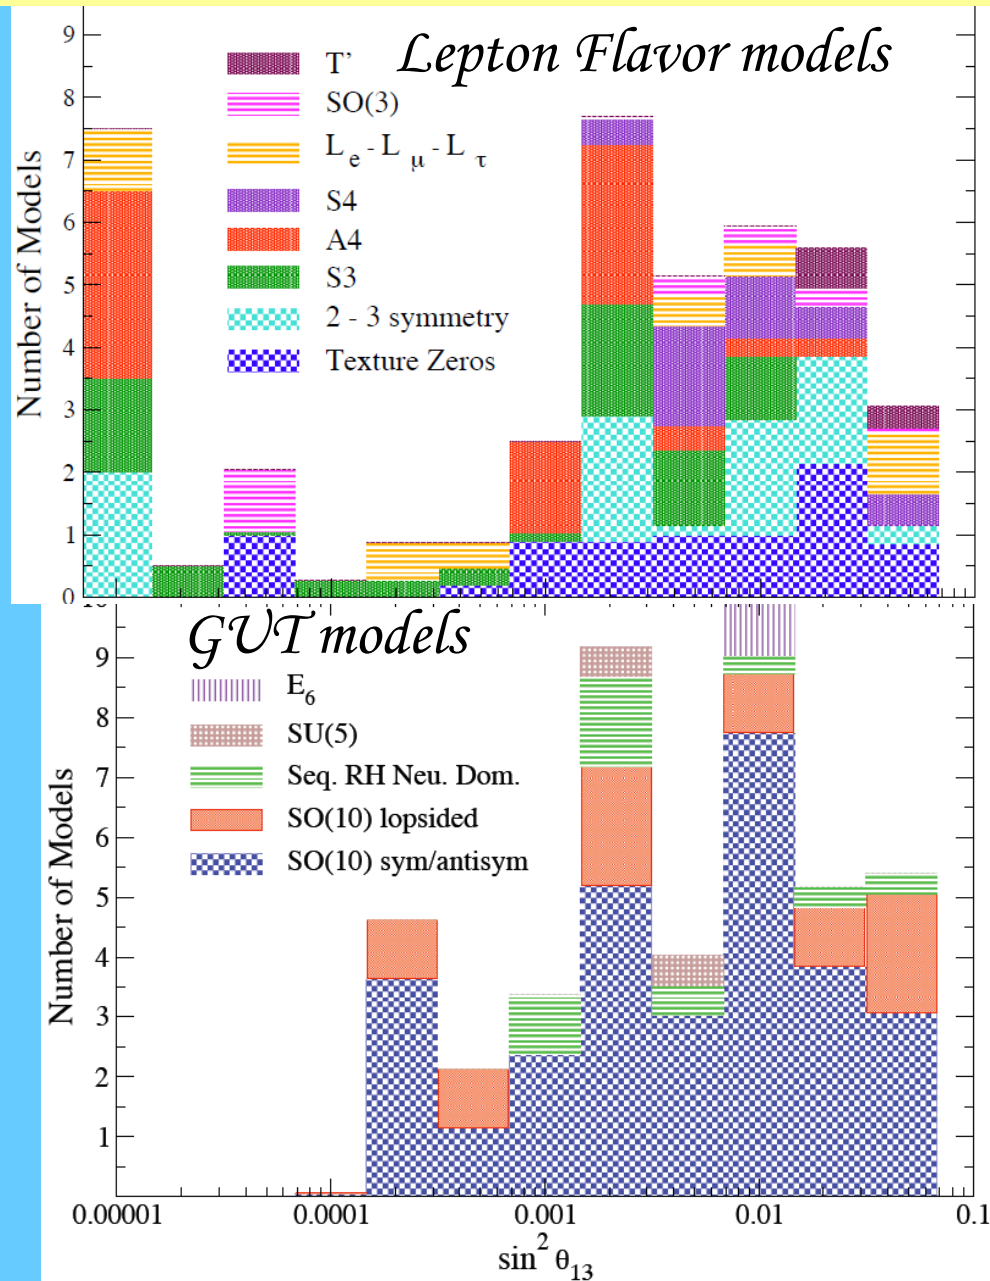 Lepton Flavor models
T'
SO(3)
L e - L μ - L τ
S4
A4
S3
2 - 3 symmetry
Texture Zeros
Number of Models
9
8
7
6
5
4
3
2
1
0
GUT models
E6
SU(5)
Seq. RH Neu. Dom.
SO(10) lopsided
SO(10) sym/antisym
Number of Models
9
8
7
6
5
4
3
2
1
0.00001 0.0001 0.001 0.01 0.1
sin² θ13